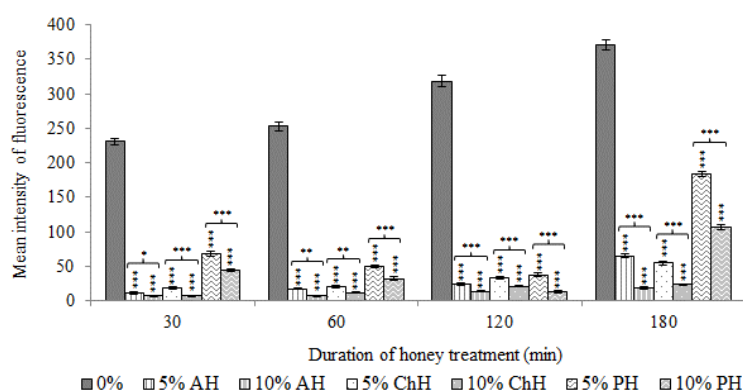 Mean intensity of fluorescence
400
350
300
250
200
150
100
50
0
*** *** * *** *** *** *** *** ***
*** *** ** *** *** ** *** *** ***
*** *** *** *** *** *** *** *** ***
*** *** *** *** *** *** *** *** ***
30 60 120 180
Duration of honey treatment (min)
0% 5% AH 10% AH 5% ChH 10% ChH 5% PH 10% PH